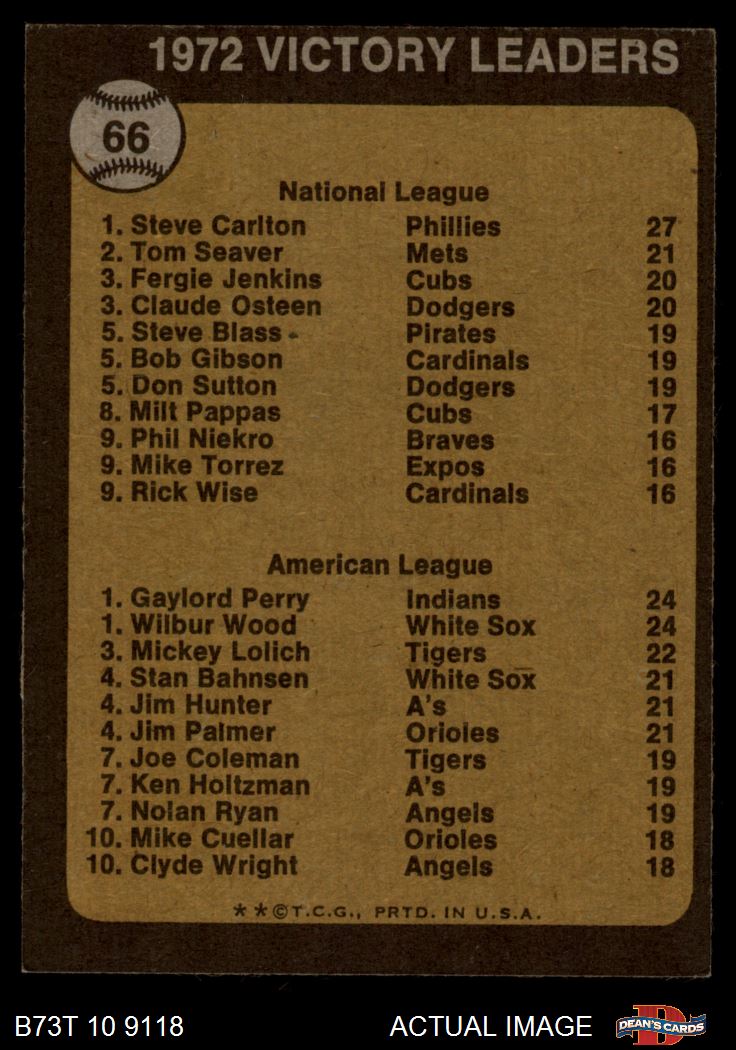 1972 VICTORY LEADERS
66
National League
1. Steve Carlton Phillies 27
2. Tom Seaver Mets 21
3. Fergie Jenkins Cubs 20
3. Claude Osteen Dodgers 20
5. Steve Blass Pirates 19
5. Bob Gibson Cardinals 19
5. Don Sutton Dodgers 19
8. Milt Pappas Cubs 17
9. Phil Niekro Braves 16
9. Mike Torrez Expos 16
9. Rick Wise Cardinals 16
American League
1. Gaylord Perry Indians 24
1. Wilbur Wood White Sox 24
3. Mickey Lolich Tigers 22
4. Stan Bahnsen White Sox 21
4. Jim Hunter A's 21
4. Jim Palmer Orioles 21
7. Joe Coleman Tigers 19
7. Ken Holtzman A's 19
7. Nolan Ryan Angels 19
10. Mike Cuellar Orioles 18
10. Clyde Wright Angels 18
**©T.C.G., PRTD. IN U.S.A.
B73T 10 9118 ACTUAL IMAGE D DEAN'S CARDS